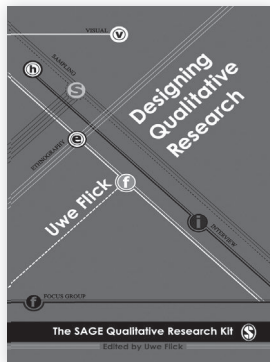 VISUAL
v
h
SAMPLING
S
Designing
Qualitative
Research
ETHNOGRAPHY
e
Uwe Flick
f
i
INTERVIEW
f
FOCUS GROUP
The SAGE Qualitative Research Kit
S
Edited by Uwe Flick